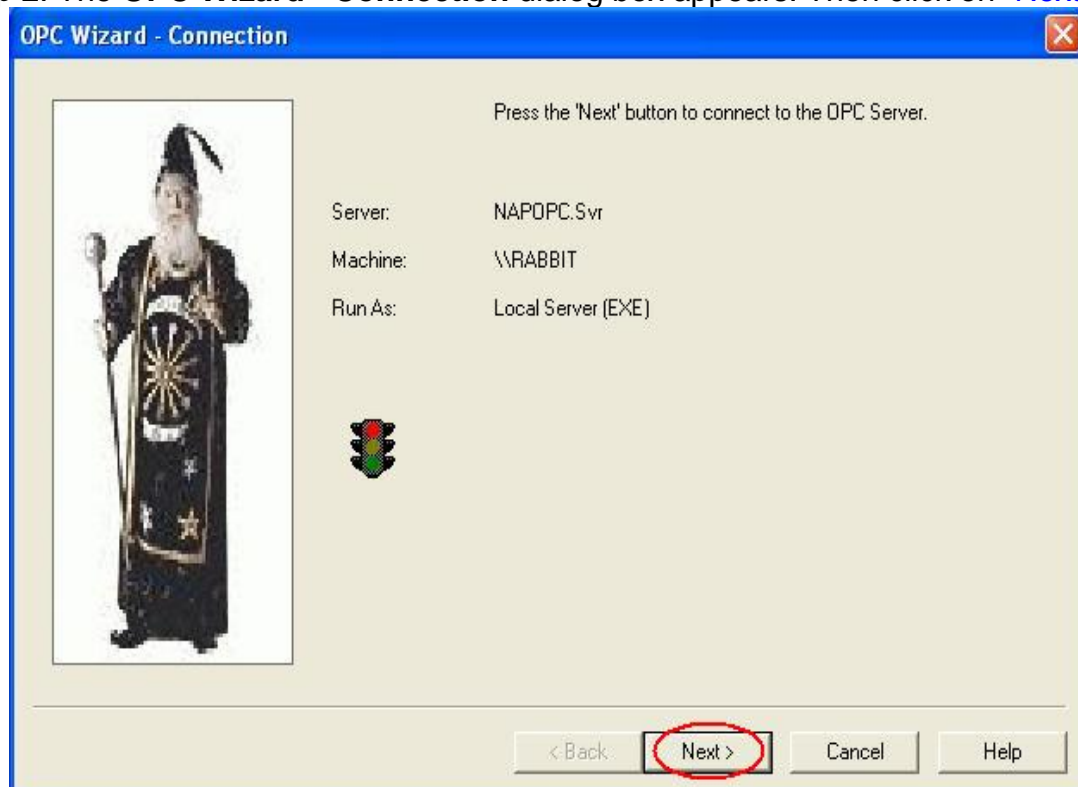 2. The OPC Wizard - Connection dialog box appears. Then click on "Next
OPC Wizard - Connection
Press the 'Next' button to connect to the OPC Server.
Server: NAPOPC.Svr
Machine: \\RABBIT
Run As: Local Server (EXE)
< Back Next > Cancel Help